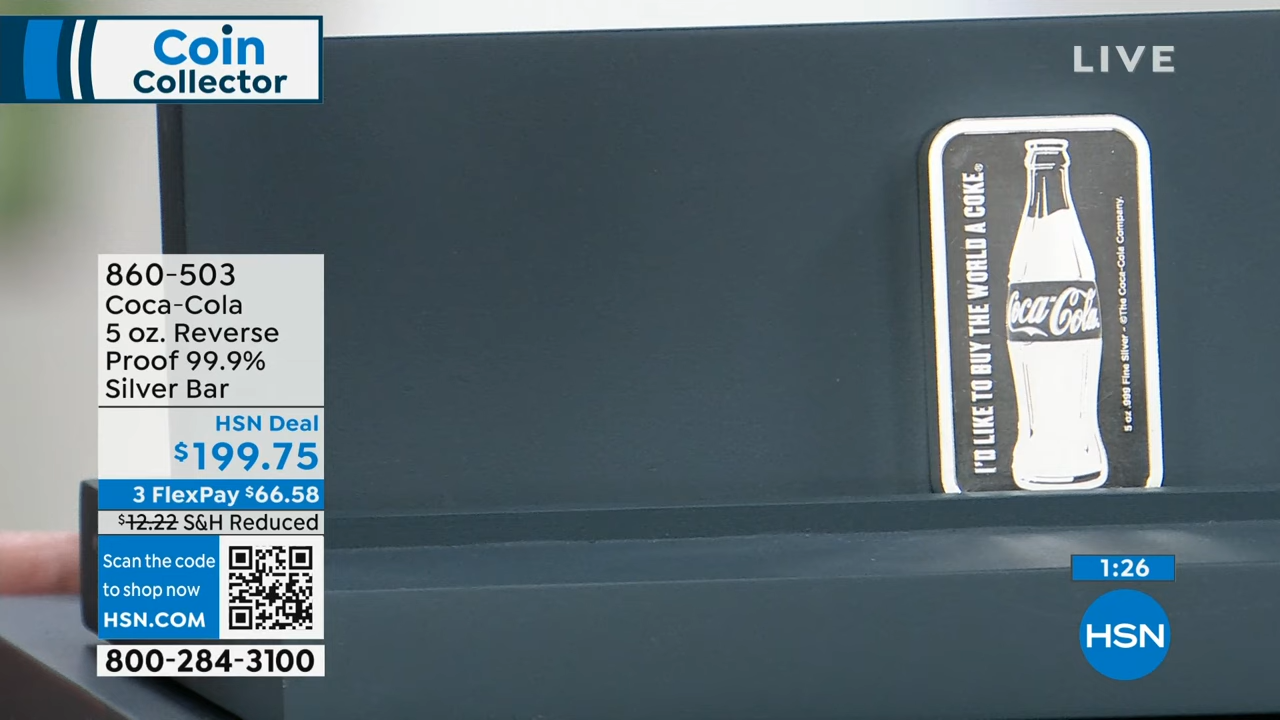 Coin
Collector
LIVE
860-503
Coca-Cola
5 oz. Reverse
Proof 99.9%
Silver Bar
HSN Deal
$199.75
3 FlexPay $66.58
$12.22 S&H Reduced
Scan the code
to shop now
HSN.COM
800-284-3100
I'D LIKE TO BUY THE WORLD A COKE.®
Coca-Cola
5 oz .999 Fine Silver - ©The Coca-Cola Company.
1:26
HSN